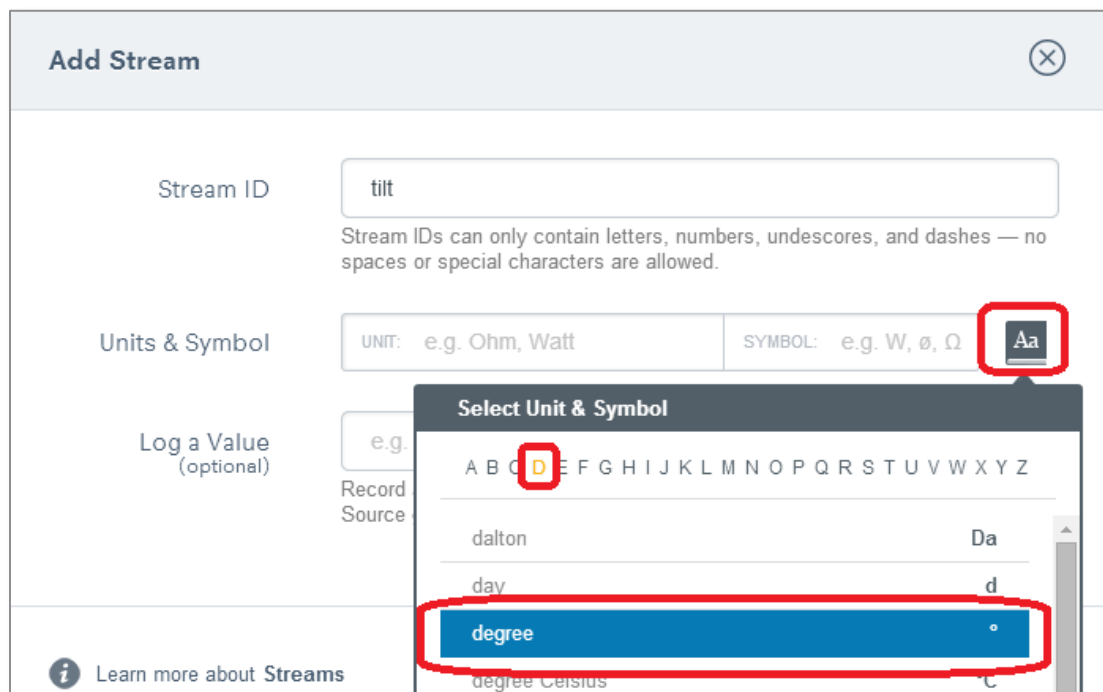 Add Stream
Stream ID
tilt
Stream IDs can only contain letters, numbers, undescores, and dashes — no
spaces or special characters are allowed.
Units & Symbol
UNIT: e.g. Ohm, Watt
SYMBOL: e.g. W, ø, Ω
Aa
Select Unit & Symbol
Log a Value
(optional)
e.g.
A B C D E F G H I J K L M N O P Q R S T U V W X Y Z
Record
Source
dalton Da
day d
degree °
degree Celsius °C
i Learn more about Streams